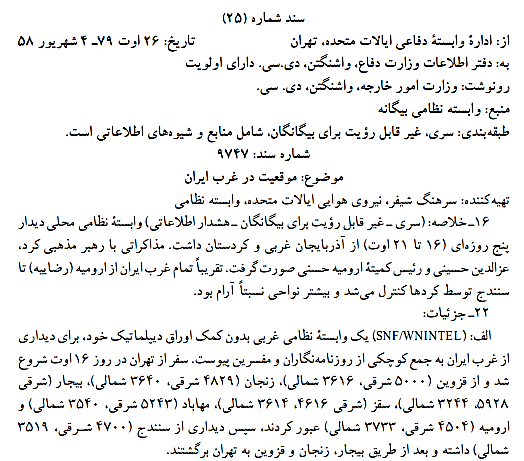 سند شماره (۲۵)
از: ادارهٔ وابستهٔ دفاعی ایالات متحده، تهران تاریخ: ۲۶ اوت ۷۹ـ ۴ شهریور ۵۸
به: دفتر اطلاعات وزارت دفاع، واشنگتن، دی.سی. دارای اولویت
رونوشت: وزارت امور خارجه، واشنگتن، دی. سی.
منبع: وابسته نظامی بیگانه
طبقه‌بندی: سری، غیر قابل رؤیت برای بیگانگان، شامل منابع و شیوه‌های اطلاعاتی است.
شماره سند: ۹۷۴۷
موضوع: موقعیت در غرب ایران
تهیه‌کننده: سرهنگ شیفر، نیروی هوایی ایالات متحده، وابسته نظامی
۱۶ـ خلاصه: (سری ـ غیر قابل رؤیت برای بیگانگان ـ هشدار اطلاعاتی) وابستهٔ نظامی محلی دیدار
پنج روزه‌ای (۱۶ تا ۲۱ اوت) از آذربایجان غربی و کردستان داشت. مذاکراتی با رهبر مذهبی کرد،
عزالدین حسینی و رئیس کمیتهٔ ارومیه حسنی صورت گرفت. تقریباً تمام غرب ایران از ارومیه (رضاییه) تا
سنندج توسط کردها کنترل می‌شد و بیشتر نواحی نسبتاً آرام بود.
۲۲ـ جزئیات:
الف: (SNF/WNINTEL) یک وابستهٔ نظامی غربی بدون کمک اوراق دیپلماتیک خود، برای دیداری
از غرب ایران به جمع کوچکی از روزنامه‌نگاران و مفسرین پیوست. سفر از تهران در روز ۱۶ اوت شروع
شد و از قزوین (۵۰۰۰ شرقی، ۳۶۱۶ شمالی)، زنجان (۴۸۲۹ شرقی، ۳۶۴۰ شمالی)، بیجار (شرقی
۵۹۲۸، ۳۲۴۴ شمالی)، سقز (شرقی ۴۶۱۶، ۳۶۱۴ شمالی)، مهاباد (۵۲۴۳ شرقی، ۳۵۴۰ شمالی) و
ارومیه (۴۵۰۴ شرقی، ۳۷۳۳ شمالی) عبور کردند، سپس دیداری از سنندج (۴۷۰۰ شرقی، ۳۵۱۹
شمالی) داشته و بعد از طریق بیجار، زنجان و قزوین به تهران برگشتند.